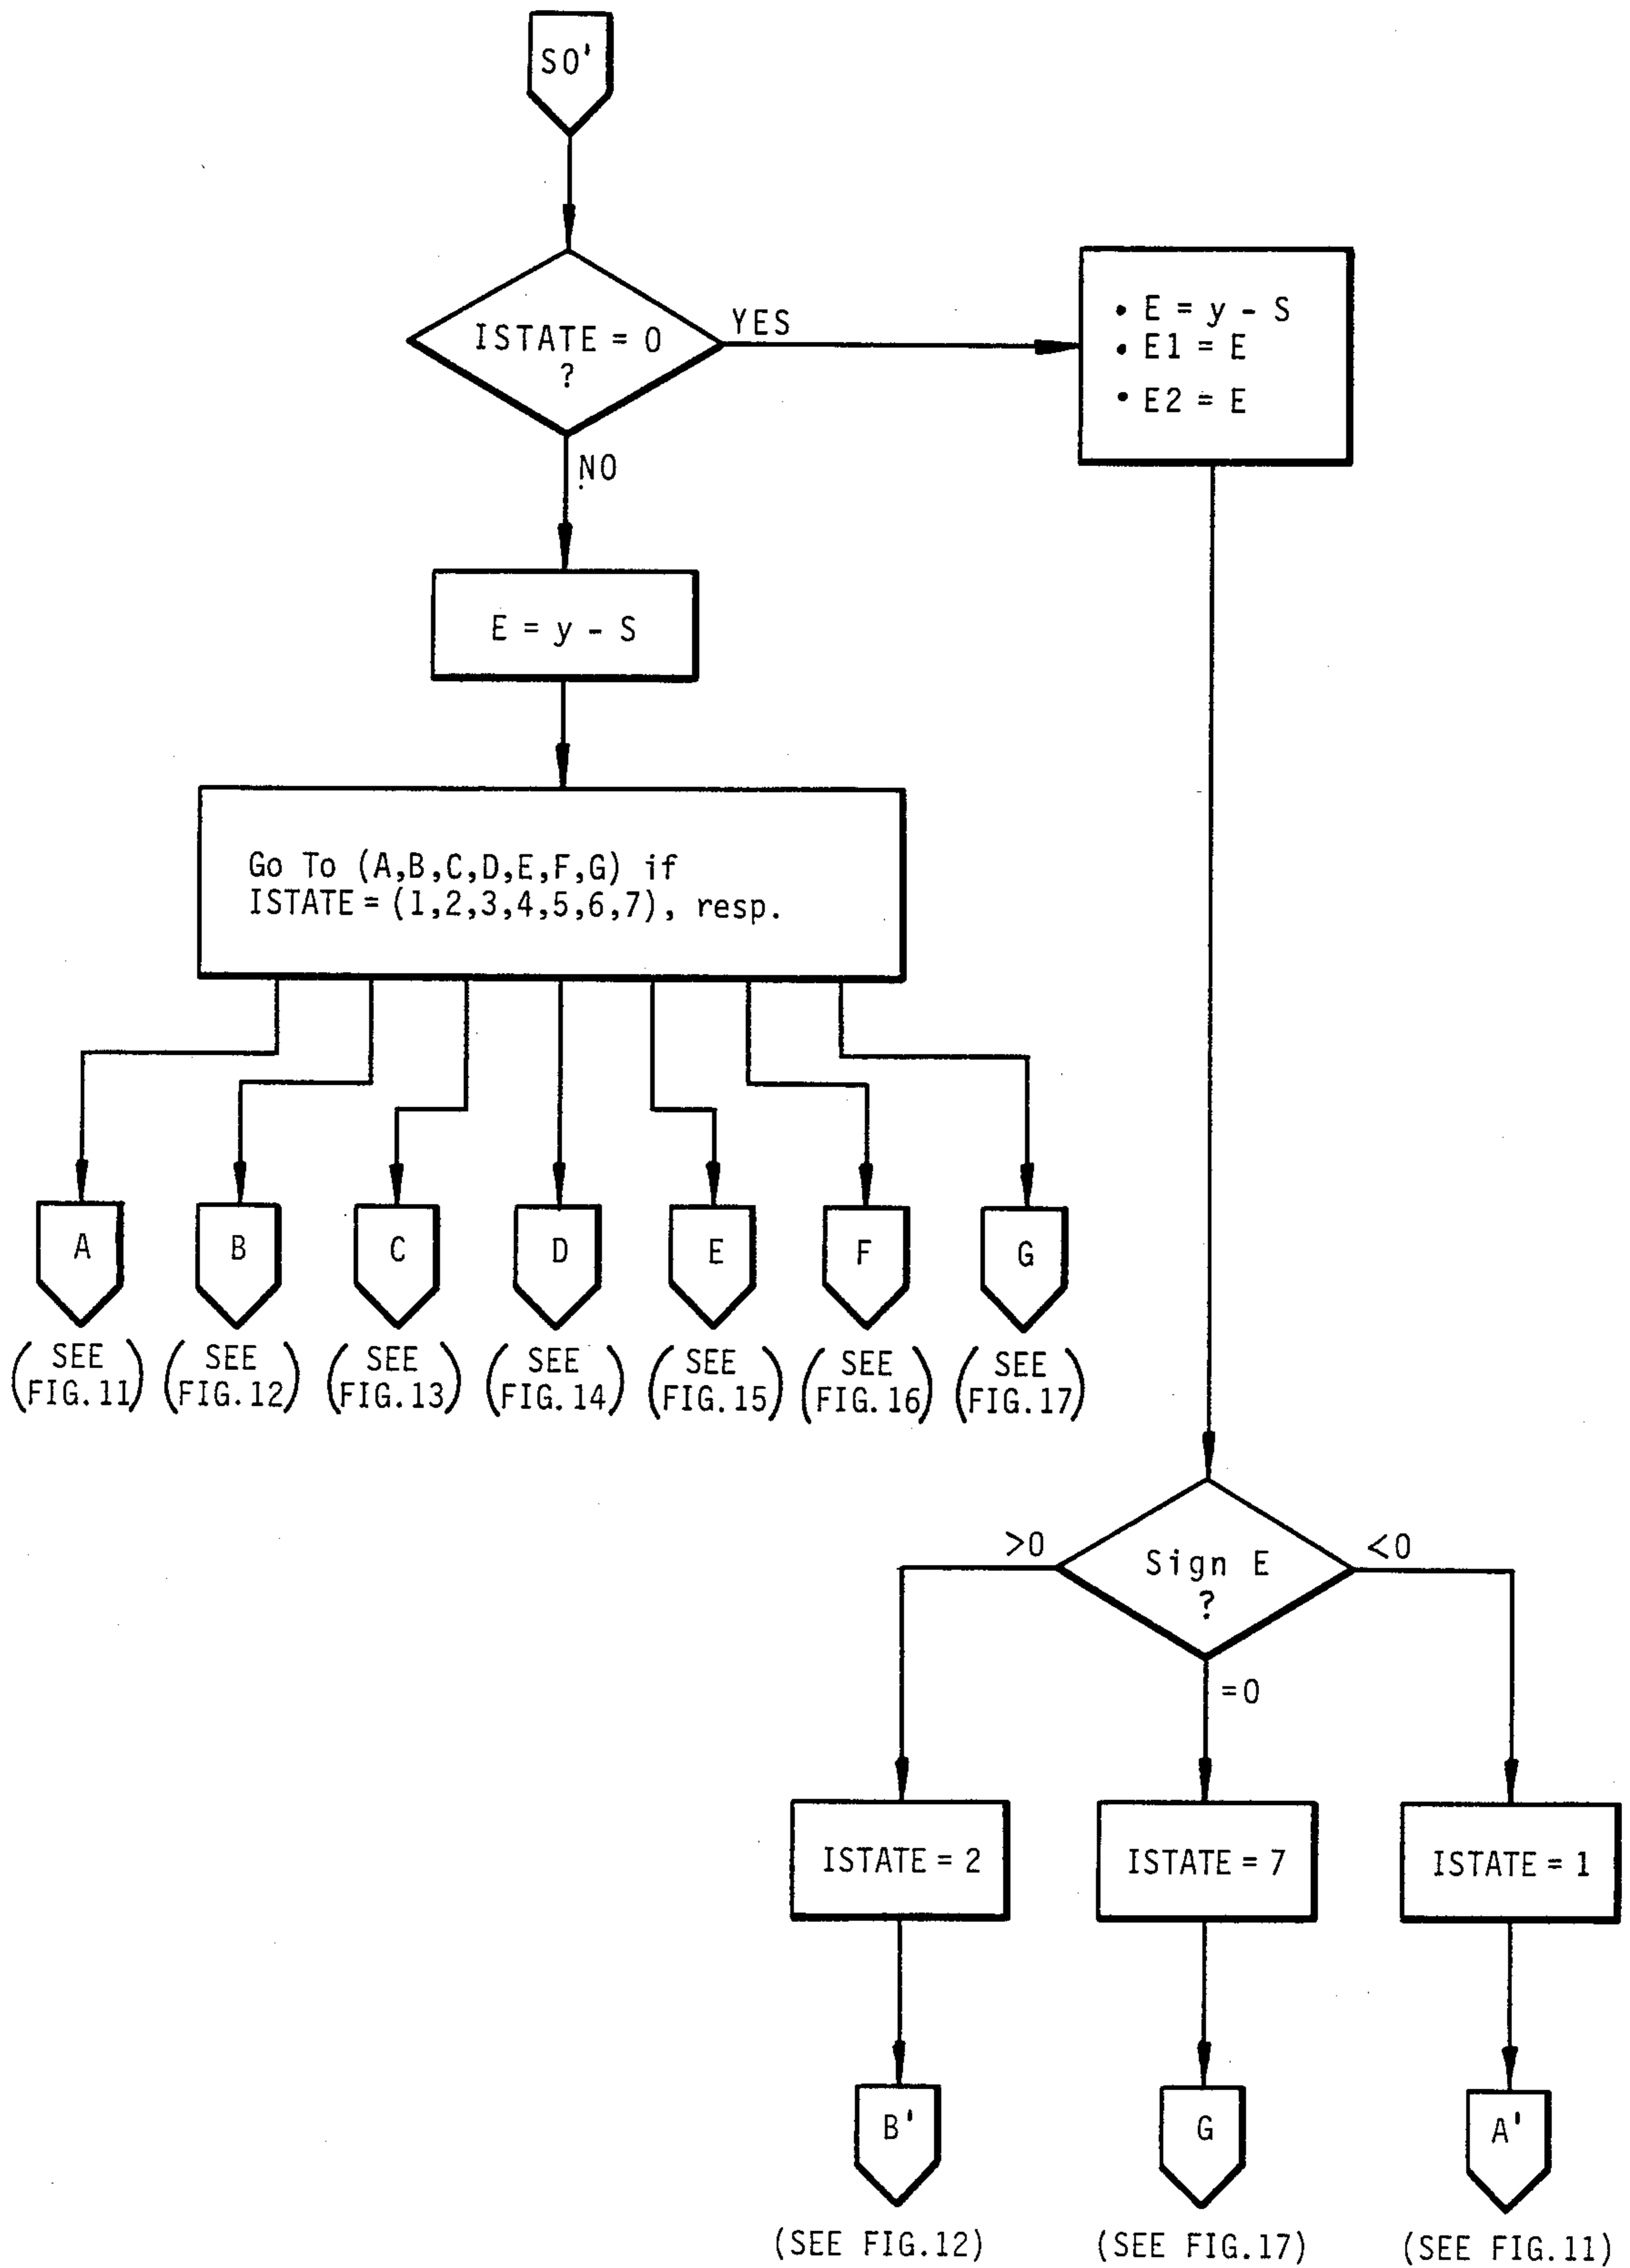 SO'
ISTATE = 0
?
YES
• E = y - S
• E1 = E
• E2 = E
NO
E = y - S
Go To (A,B,C,D,E,F,G) if
ISTATE = (1,2,3,4,5,6,7), resp.
A
B
C
D
E
F
G
(SEE FIG.11)
(SEE FIG.12)
(SEE FIG.13)
(SEE FIG.14)
(SEE FIG.15)
(SEE FIG.16)
(SEE FIG.17)
>0
Sign E
?
<0
=0
ISTATE = 2
ISTATE = 7
ISTATE = 1
B'
G
A'
(SEE FIG.12)
(SEE FIG.17)
(SEE FIG.11)